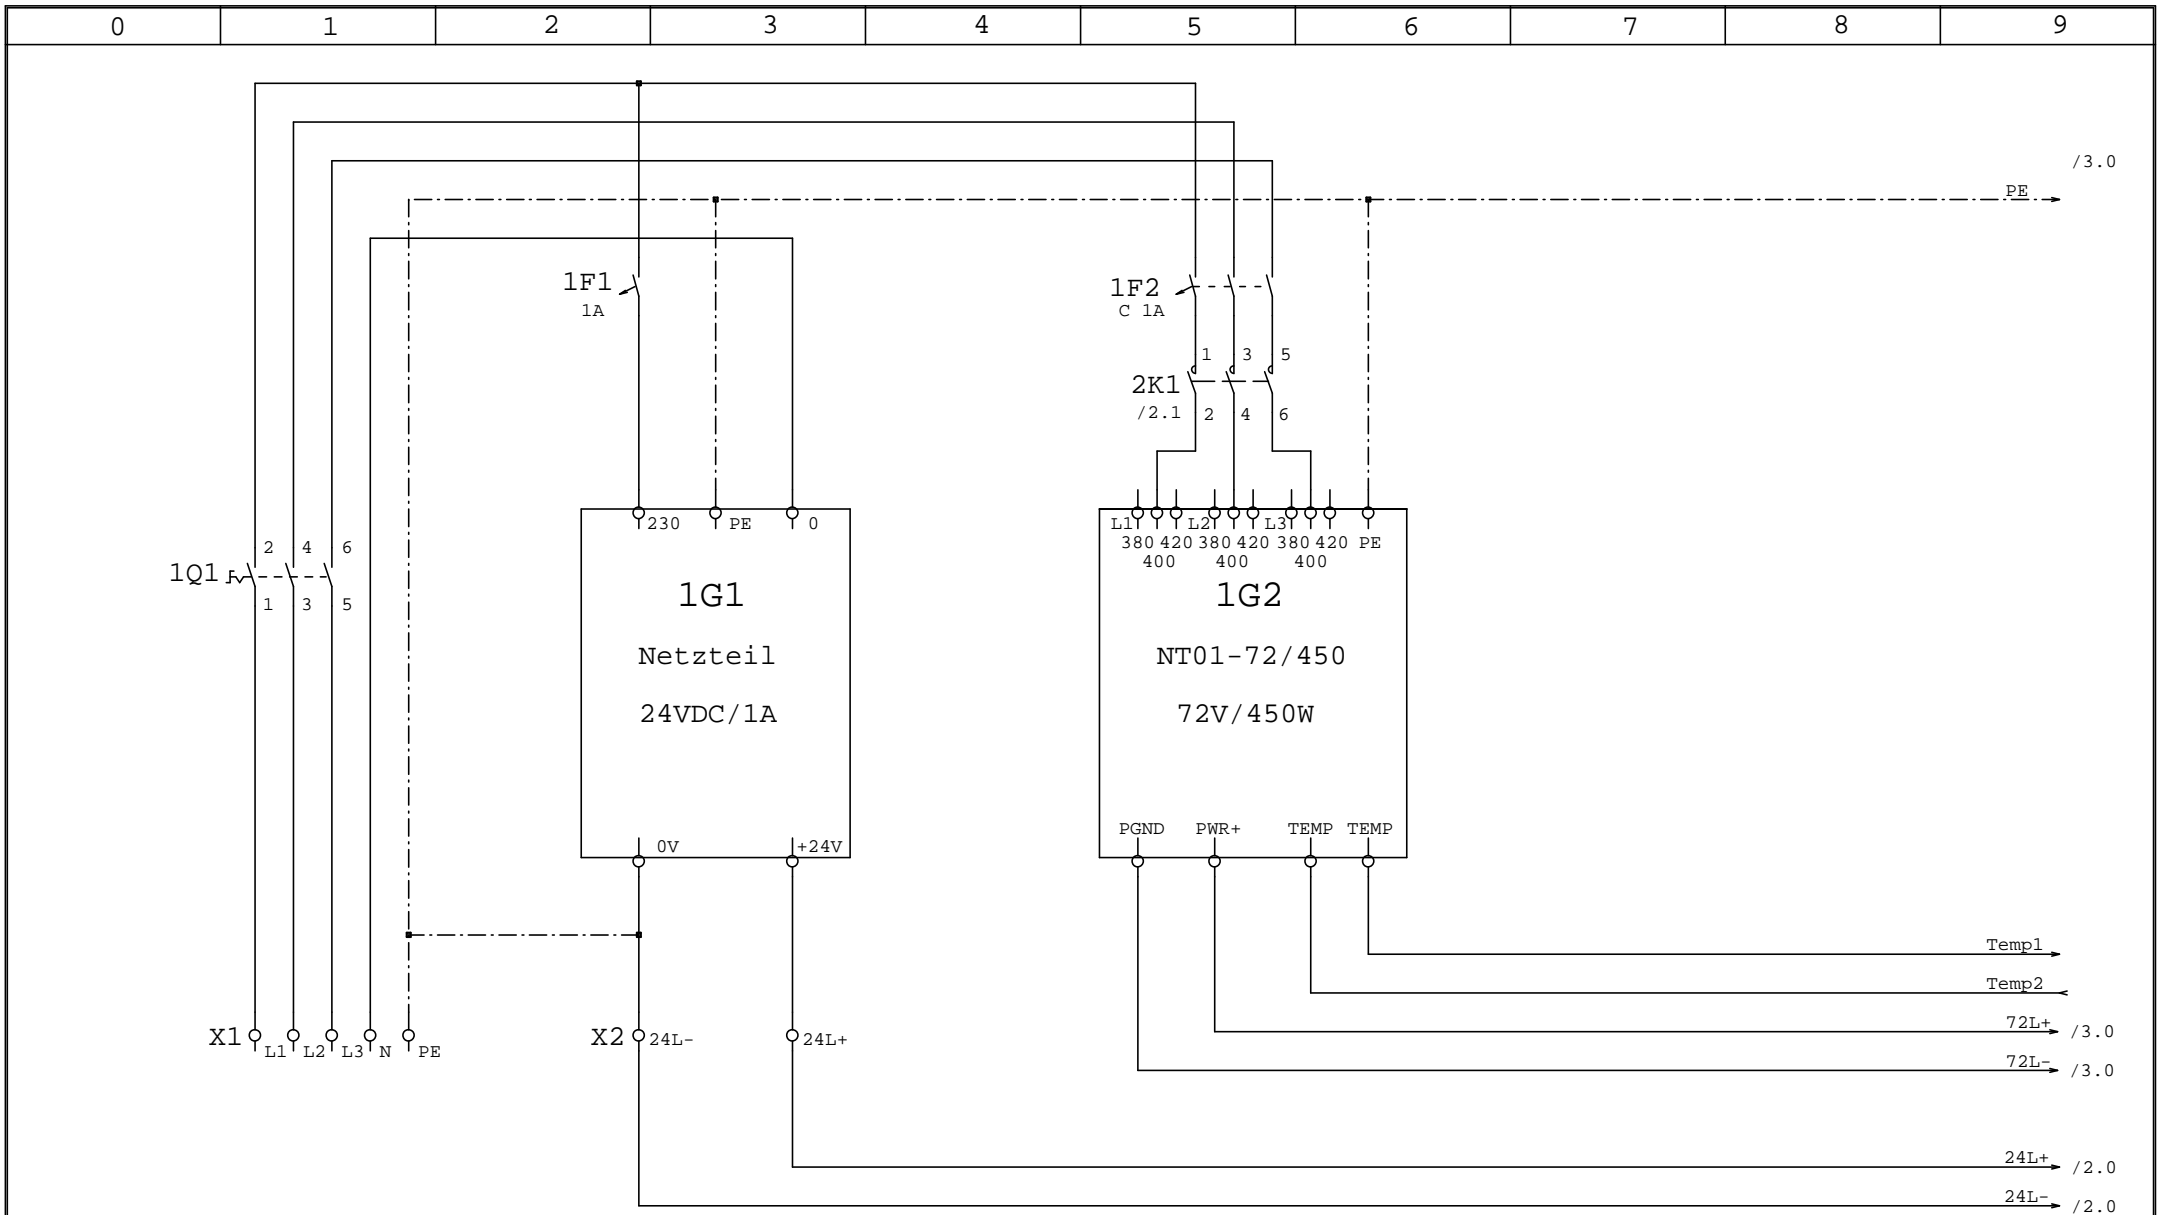 0 1 2 3 4 5 6 7 8 9
/3.0
PE
1F1
1A
1F2
C 1A
1 3 5
2K1
/2.1 2 4 6
230 PE 0
L1 L2 L3
380 420 380 420 380 420 PE
400 400 400
2 4 6
1Q1
1 3 5
1G1
Netzteil
24VDC/1A
1G2
NT01-72/450
72V/450W
0V +24V
PGND PWR+ TEMP TEMP
Temp1
Temp2
X1 L1 L2 L3 N PE
X2 24L- 24L+
72L+ /3.0
72L- /3.0
24L+ /2.0
24L- /2.0